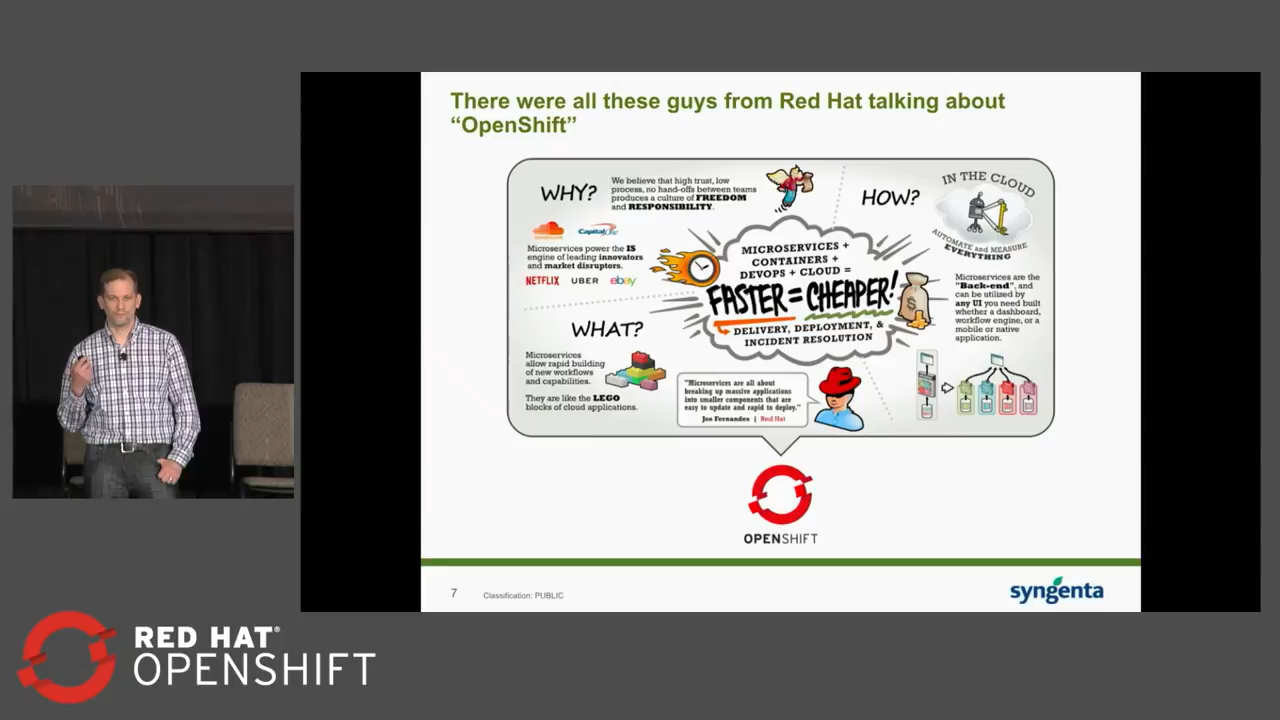 There were all these guys from Red Hat talking about
“OpenShift”
WHY?
We believe that high trust, low
process, no hand-offs between teams
produces a culture of FREEDOM
and RESPONSIBILITY.
CapitalOne
Microservices power the IS
engine of leading innovators
and market disruptors.
NETFLIX UBER ebay
WHAT?
Microservices
allow rapid building
of new workflows
and capabilities.
They are like the LEGO
blocks of cloud applications.
MICROSERVICES +
CONTAINERS +
DEVOPS + CLOUD =
FASTER = CHEAPER!
DELIVERY, DEPLOYMENT, &
INCIDENT RESOLUTION
"Microservices are all about
breaking up massive applications
into smaller components that are
easy to update and rapid to deploy."
Joe Fernandes | Red Hat
HOW?
IN THE CLOUD
AUTOMATE and MEASURE
EVERYTHING
Microservices are the
"Back-end", and
can be utilized by
any UI you need built
whether a dashboard,
workflow engine, or a
mobile or native
application.
OPENSHIFT
7
Classification: PUBLIC
syngenta
RED HAT®
OPENSHIFT